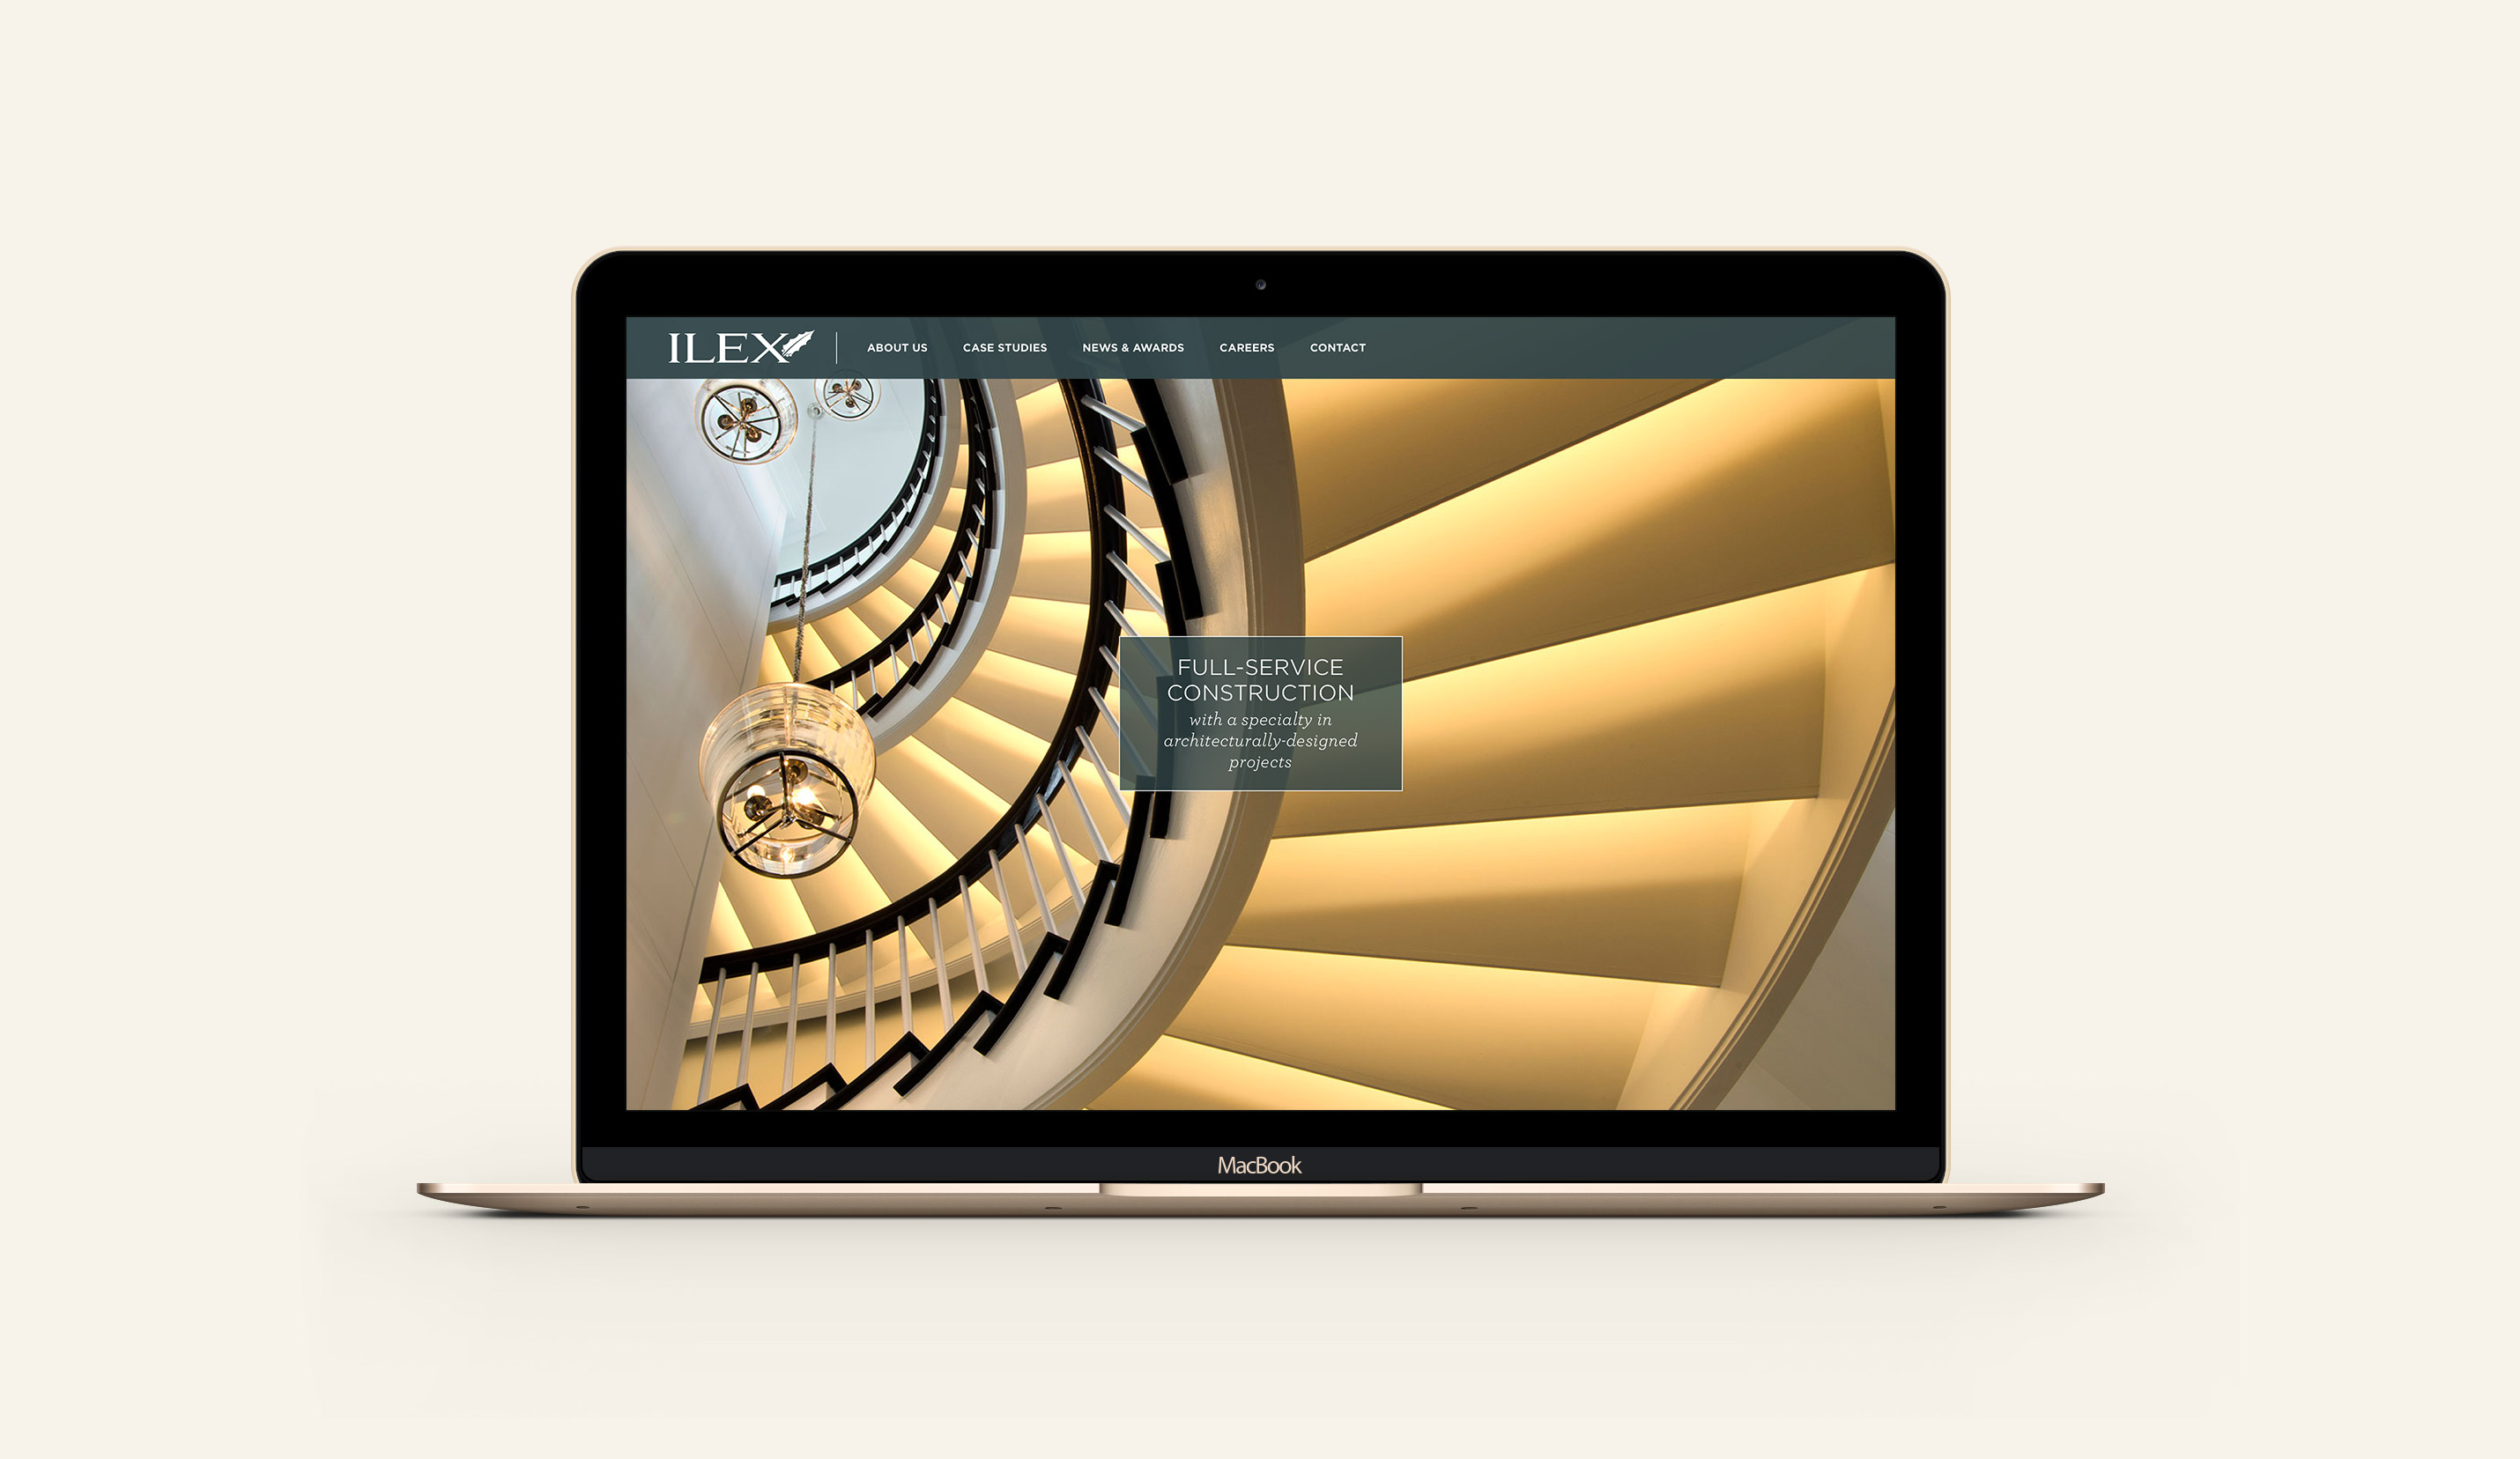 ILEX
ABOUT US CASE STUDIES NEWS & AWARDS CAREERS CONTACT
FULL-SERVICE
CONSTRUCTION
with a specialty in
architecturally-designed
projects
MacBook